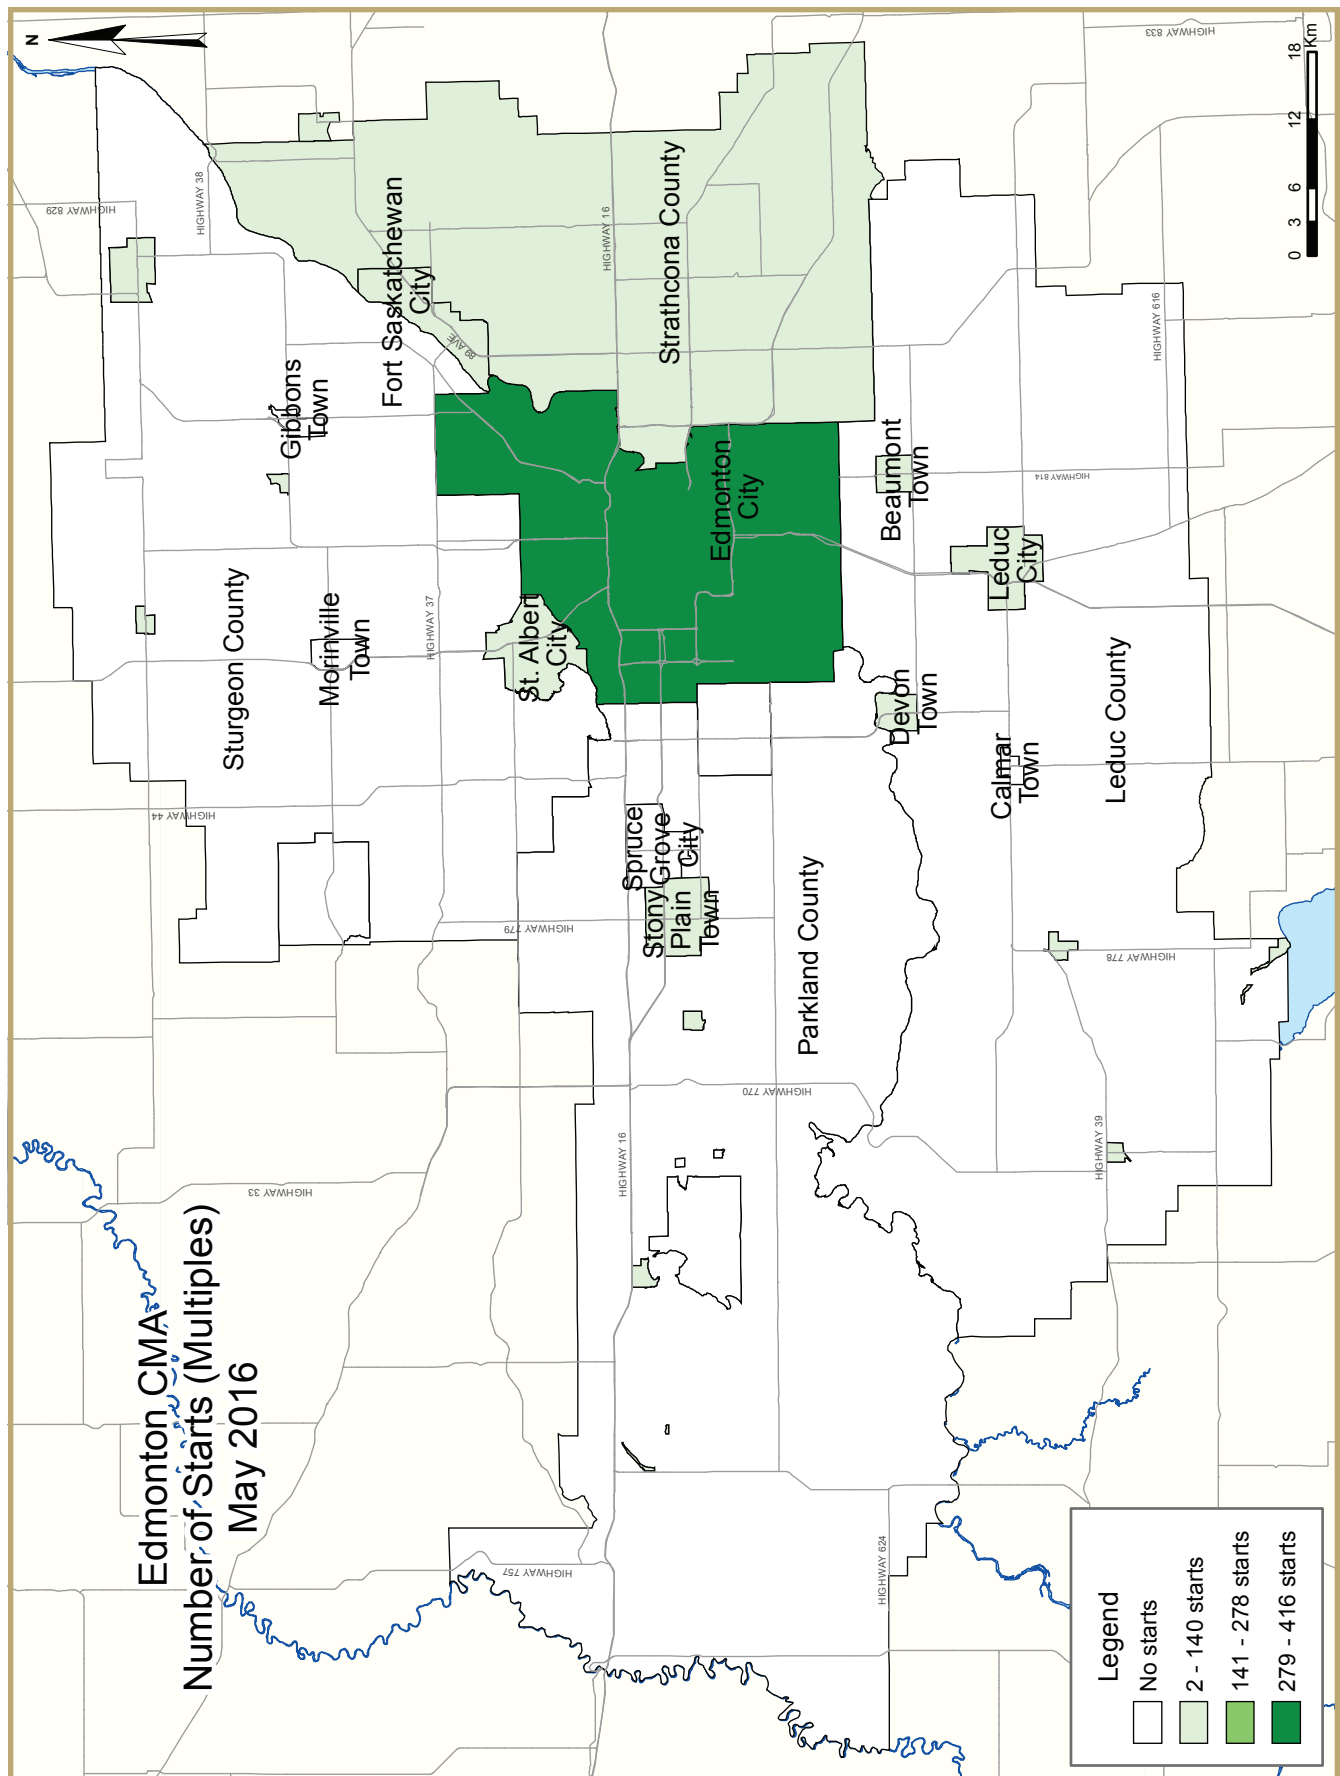 Edmonton CMA
Number of Starts (Multiples)
May 2016
N
HIGHWAY 829
HIGHWAY 38
HIGHWAY 833
HIGHWAY 16
HIGHWAY 44
HIGHWAY 37
HIGHWAY 779
HIGHWAY 33
HIGHWAY 16
HIGHWAY 757
HIGHWAY 770
HIGHWAY 624
HIGHWAY 39
HIGHWAY 778
HIGHWAY 814
HIGHWAY 616
89 AVE
Gibbons
Town
Fort Saskatchewan
City
Strathcona County
Sturgeon County
Morinville
Town
St. Albert
City
Edmonton
City
Beaumont
Town
Leduc
City
Devon
Town
Calmar
Town
Leduc County
Spruce
Grove
City
Stony
Plain
Town
Parkland County
Legend
No starts
2 - 140 starts
141 - 278 starts
279 - 416 starts
0 3 6 12 18
Km